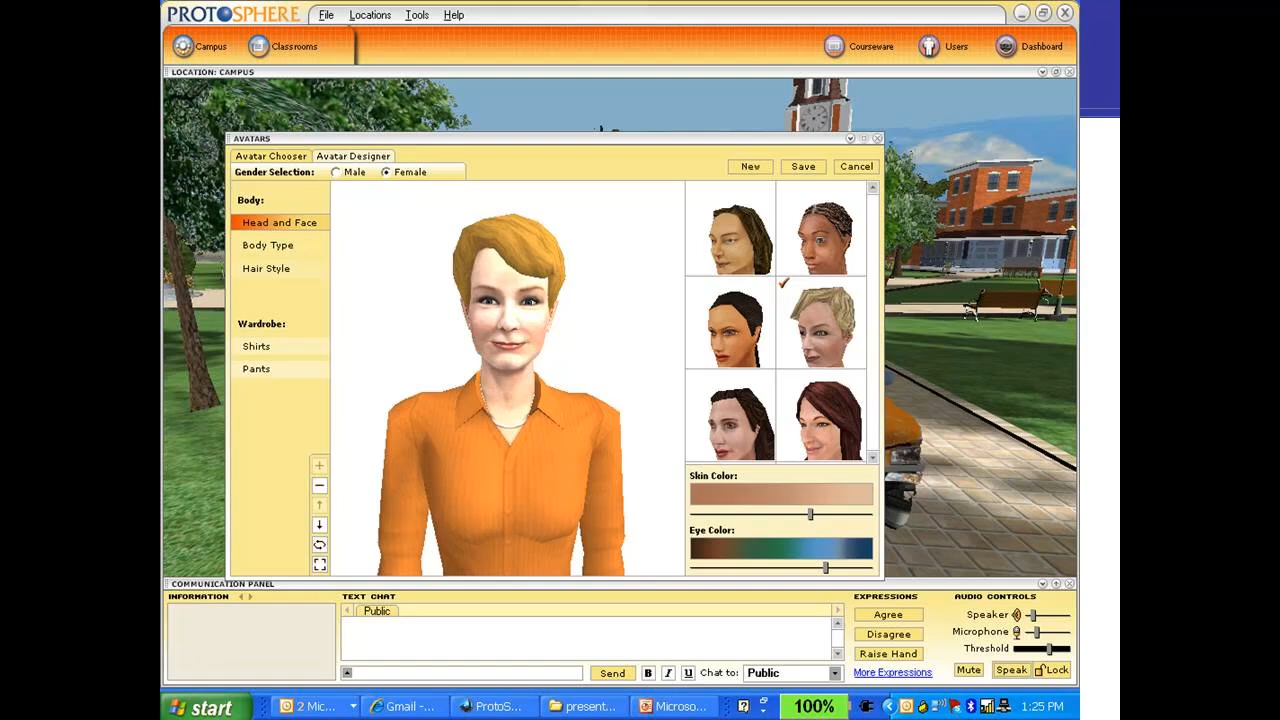 PROTOSPHERE
File Locations Tools Help
Campus Classrooms Courseware Users Dashboard
LOCATION: CAMPUS
AVATARS
Avatar Chooser Avatar Designer
Gender Selection: Male Female New Save Cancel
Body:
Head and Face
Body Type
Hair Style
Wardrobe:
Shirts
Pants
Skin Color:
Eye Color:
COMMUNICATION PANEL
INFORMATION TEXT CHAT EXPRESSIONS AUDIO CONTROLS
Public
Agree Speaker
Disagree Microphone
Raise Hand Threshold
Send B I U Chat to: Public More Expressions Mute Speak Lock
start 2 Mic... Gmail -... ProtoS... present... Microso... 100% 1:25 PM